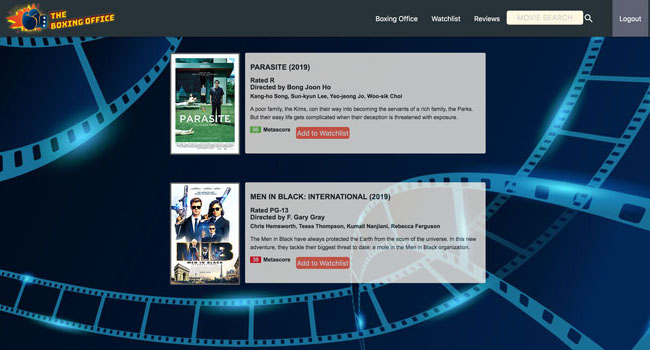 THE
BOXING OFFICE
Boxing Office Watchlist Reviews MOVIE SEARCH Logout
PARASITE (2019)
Rated R
Directed by Bong Joon Ho
Kang-ho Song, Sun-kyun Lee, Yeo-jeong Jo, Woo-sik Choi
A poor family, the Kims, con their way into becoming the servants of a rich family, the Parks.
But their easy life gets complicated when their deception is threatened with exposure.
Metascore Add to Watchlist
PARASITE
MEN IN BLACK: INTERNATIONAL (2019)
Rated PG-13
Directed by F. Gary Gray
Chris Hemsworth, Tessa Thompson, Kumail Nanjiani, Rebecca Ferguson
The Men in Black have always protected the Earth from the scum of the universe. In this new
adventure, they tackle their biggest threat to date: a mole in the Men in Black organization.
38 Metascore Add to Watchlist
MIB
MEN IN BLACK